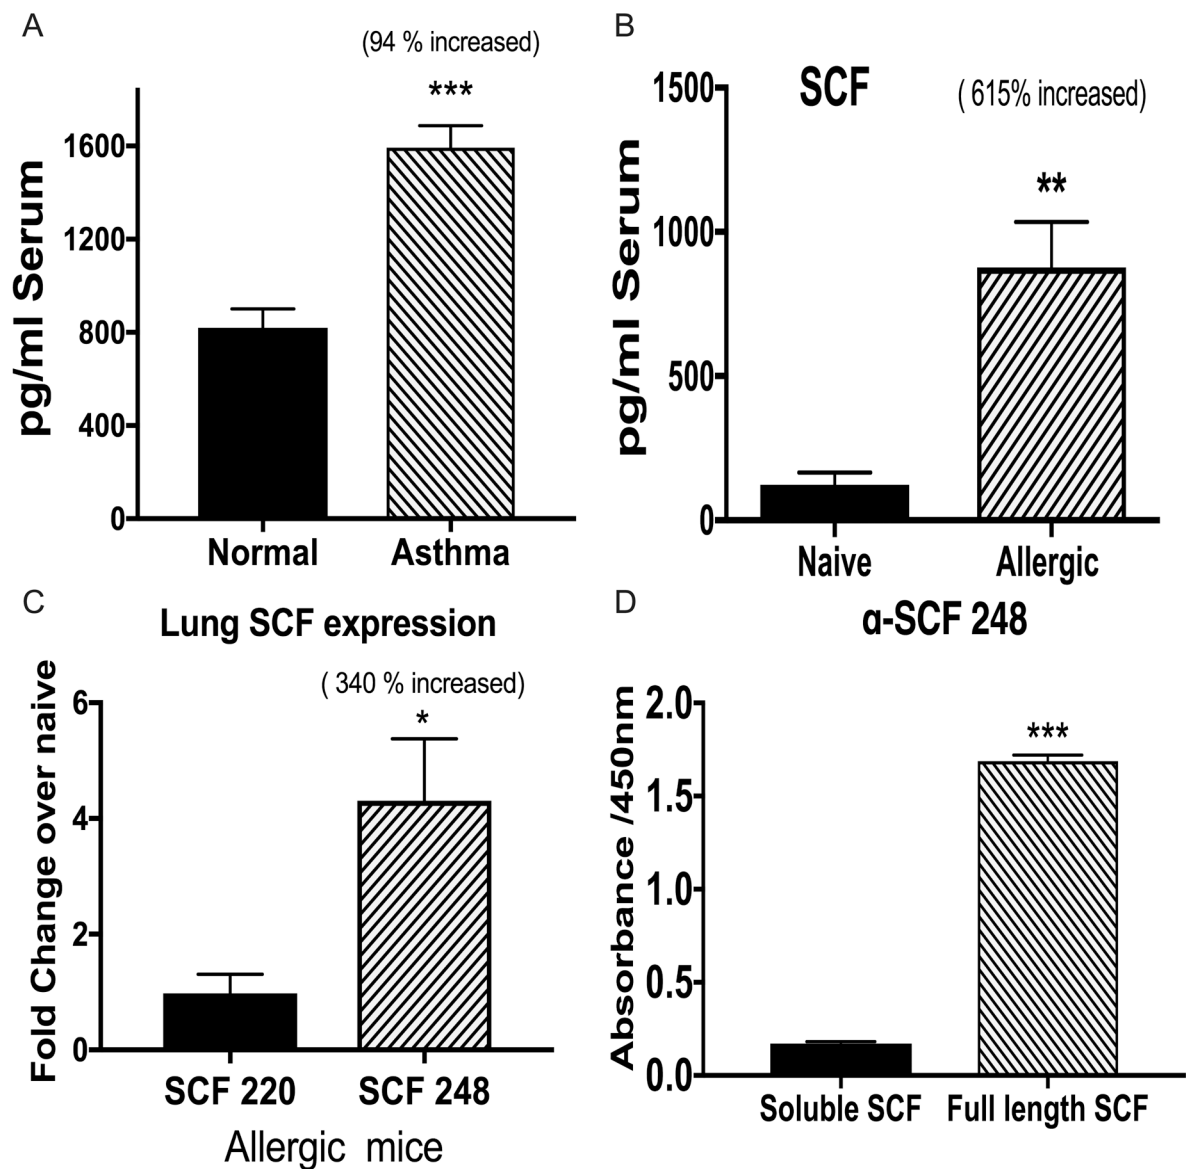 A
(94 % increased)
***
1600
1200
800
400
0
pg/ml Serum
Normal
Asthma
B
SCF
( 615% increased)
**
1500
1000
500
0
pg/ml Serum
Naive
Allergic
C
Lung SCF expression
( 340 % increased)
*
6
4
2
0
Fold Change over naive
SCF 220
SCF 248
Allergic mice
D
α-SCF 248
***
2.0
1.5
1.0
0.5
0.0
Absorbance /450nm
Soluble SCF
Full length SCF